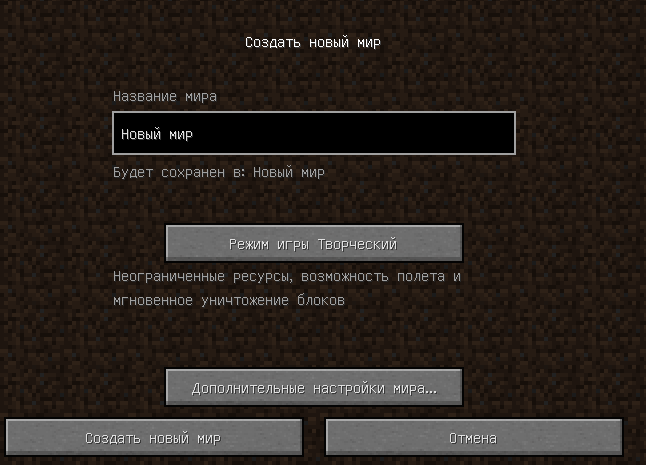 Создать новый мир
Название мира
Новый мир
Будет сохранен в: Новый мир
Режим игры Творческий
Неограниченные ресурсы, возможность полета и
мгновенное уничтожение блоков
Дополнительные настройки мира...
Создать новый мир
Отмена